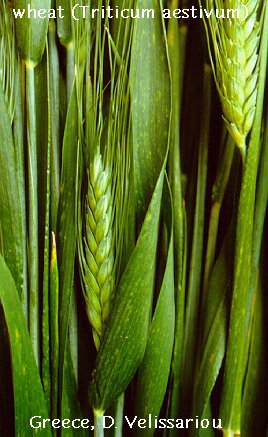 wheat (Triticum aestivum)
Greece, D. Velissariou